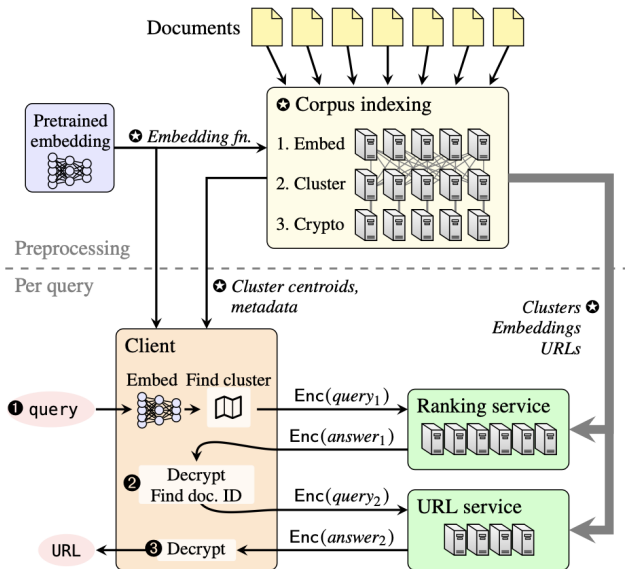 Documents
✪ Corpus indexing
Pretrained
embedding
✪ Embedding fn.
1. Embed
2. Cluster
3. Crypto
Preprocessing
Per query
✪ Cluster centroids,
metadata
Clusters ✪
Embeddings
URLs
Client
Embed Find cluster
❶ query
Enc(query₁)
Ranking service
Enc(answer₁)
❷ Decrypt
Find doc. ID
Enc(query₂)
URL service
Enc(answer₂)
URL
❸ Decrypt